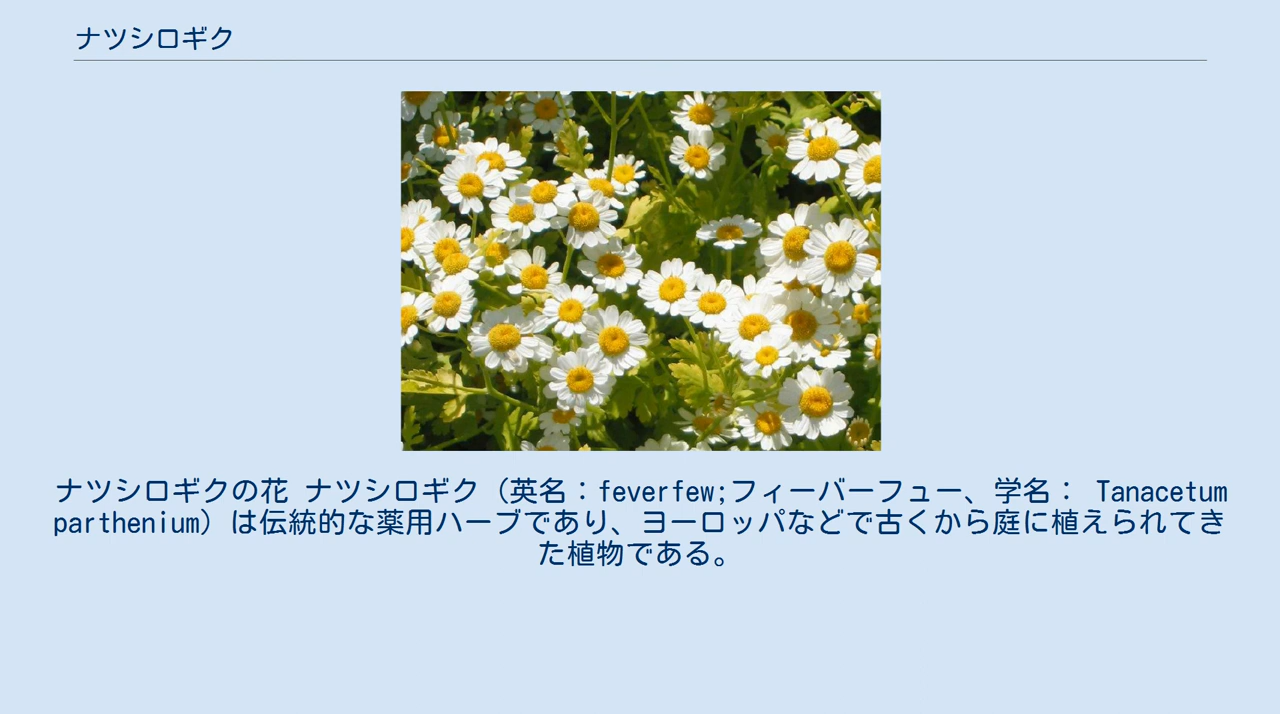 ナツシロギク
ナツシロギクの花 ナツシロギク（英名：feverfew;フィーバーフュー、学名： Tanacetum
parthenium）は伝統的な薬用ハーブであり、ヨーロッパなどで古くから庭に植えられてき
た植物である。